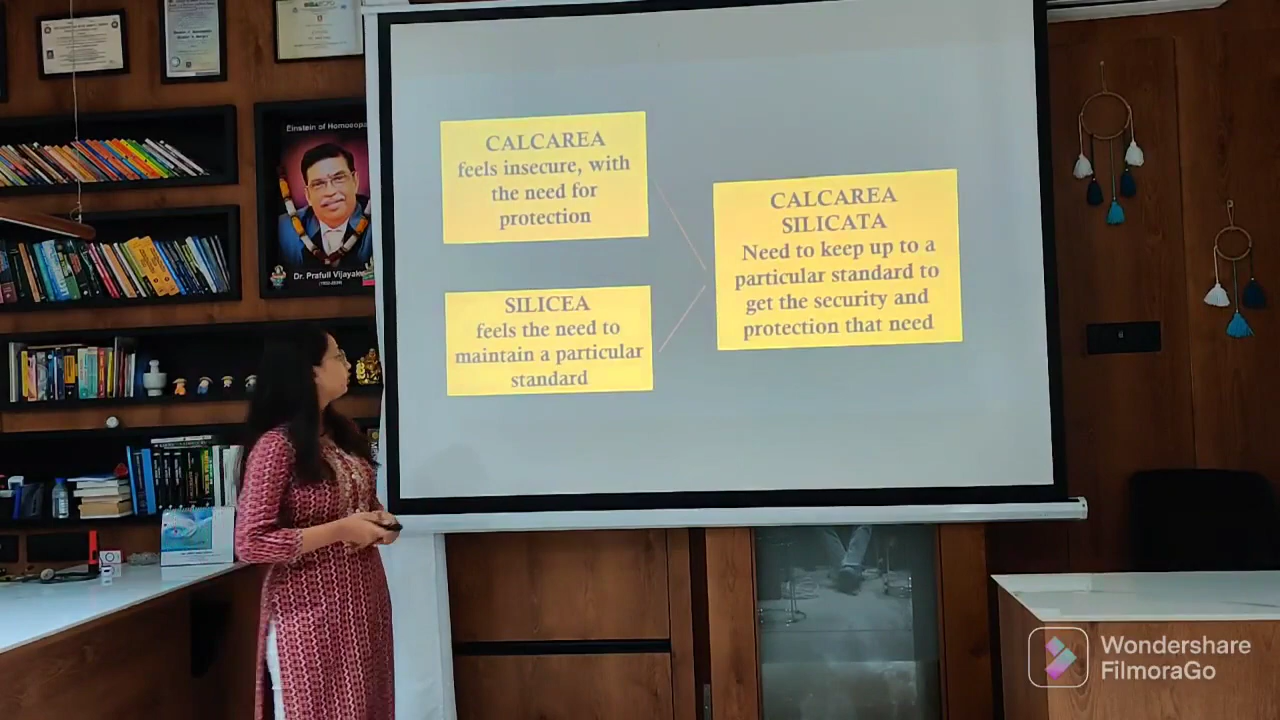 CALCAREA
feels insecure, with
the need for
protection
SILICEA
feels the need to
maintain a particular
standard
CALCAREA
SILICATA
Need to keep up to a
particular standard to
get the security and
protection that need
Einstein of Homoeopa
Dr. Prafull Vijayak
Wondershare
FilmoraGo